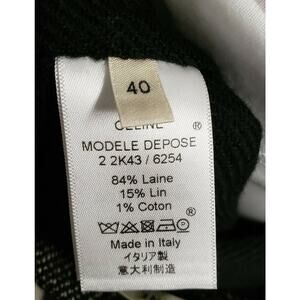 40
CELINE ®
MODELE DEPOSE
2 2K43 / 6254
84% Laine
15% Lin
1% Coton ®
Made in Italy
イタリア製
意大利制造